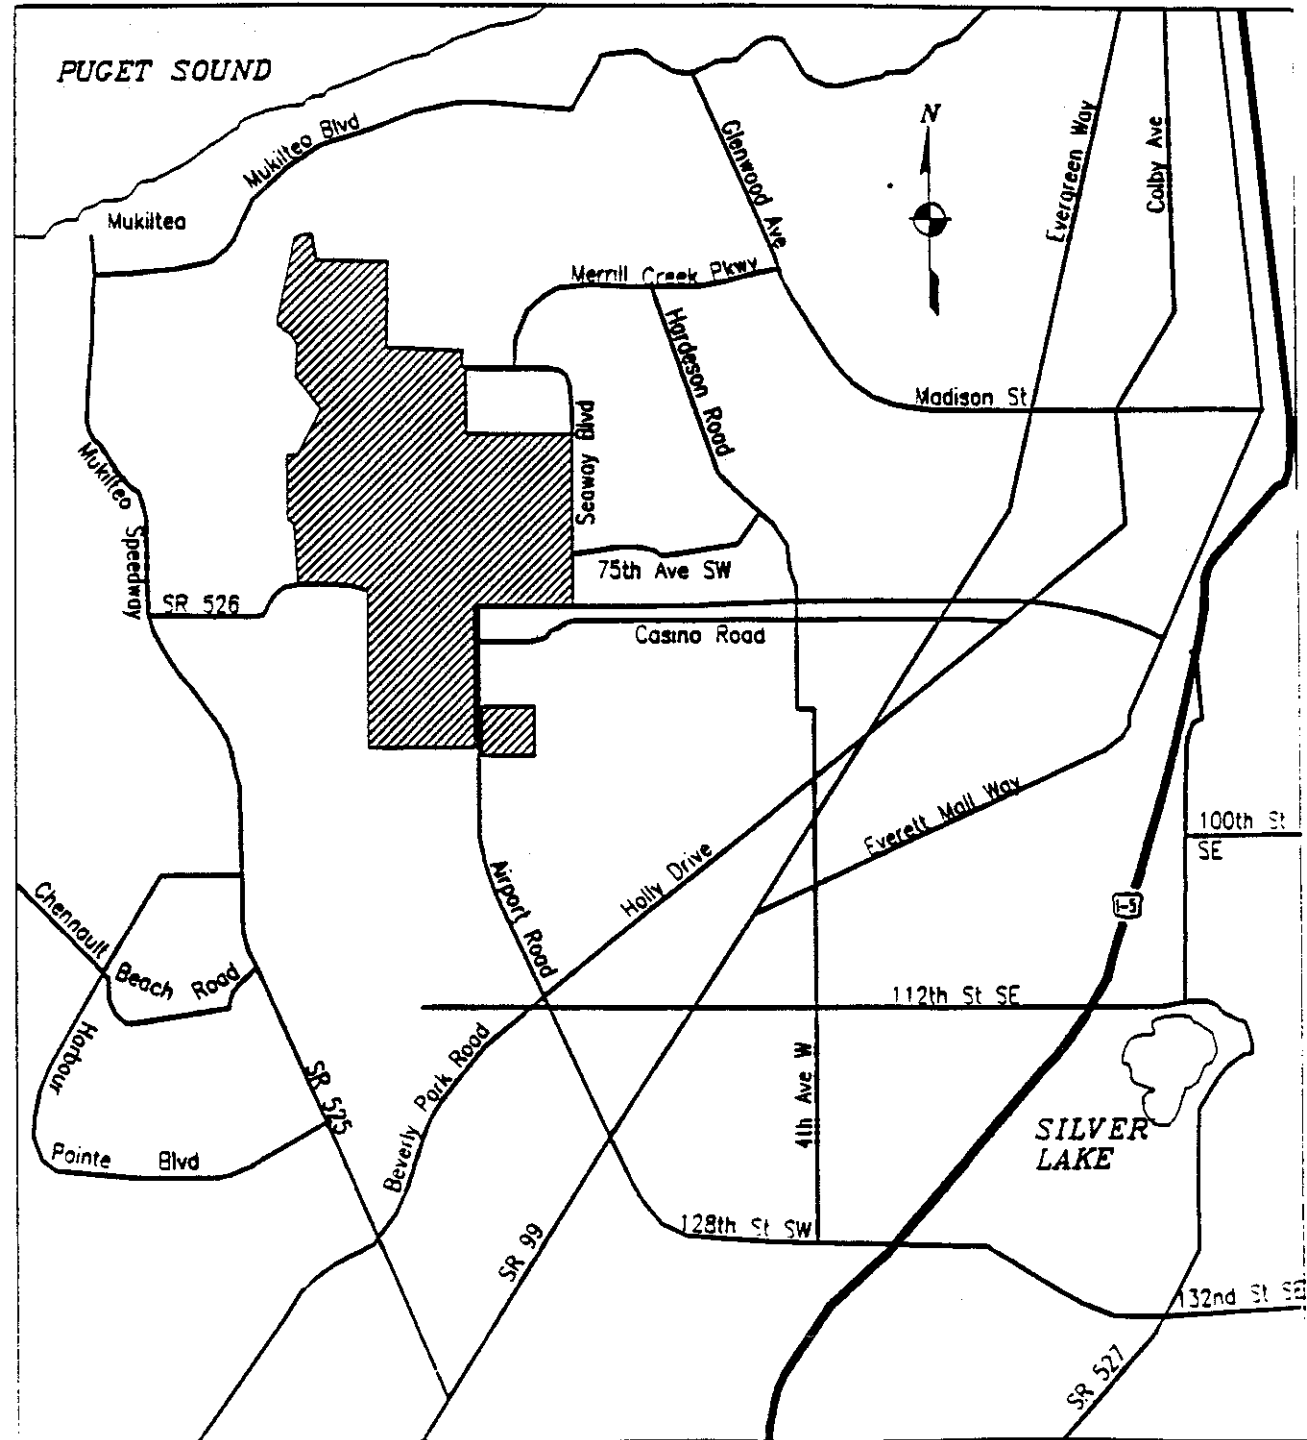 PUGET SOUND
Mukilteo Blvd
Mukilteo
Glenwood Ave
N
Evergreen Way
Colby Ave
Merrill Creek Pkwy
Hardeson Road
Madison St
Mukilteo Speedway
Seaway Blvd
75th Ave SW
SR 526
Casino Road
Everett Mall Way
100th St
SE
Holly Drive
Airport Road
I-5
Chennault
Beach Road
112th St SE
Harbour
Pointe Blvd
SR 525
Beverly Park Road
4th Ave W
SILVER
LAKE
128th St SW
SR 99
132nd St SE
SR 527